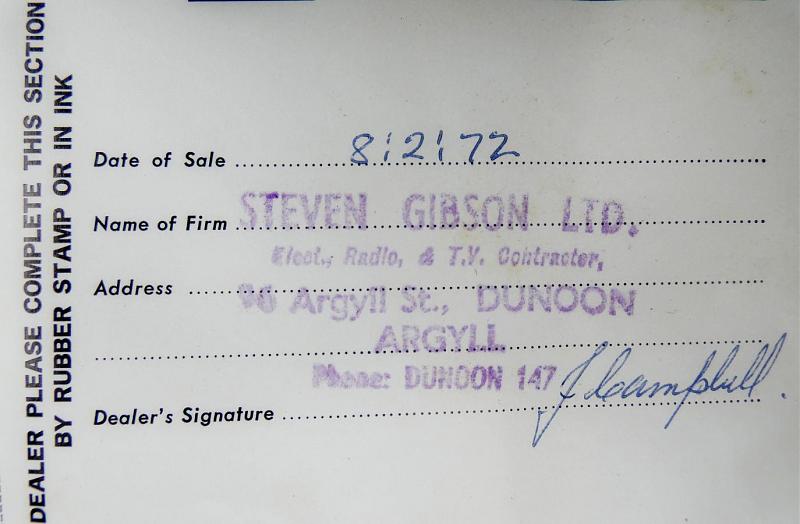 DEALER PLEASE COMPLETE THIS SECTION
BY RUBBER STAMP OR IN INK
Date of Sale 8:2:72
Name of Firm STEVEN GIBSON LTD.
Elect., Radio, & T.V. Contractor,
Address
96 Argyll St., DUNOON
ARGYLL
Phone: DUNOON 147
Dealer's Signature J Campbell.